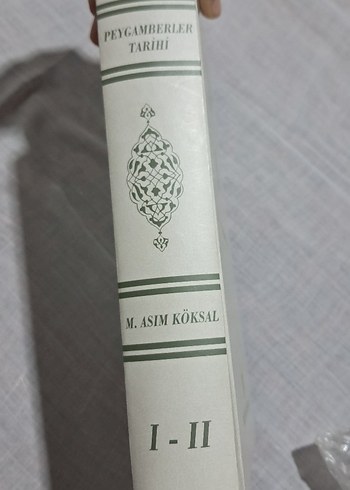 PEYGAMBERLER
TARİHİ
M. ASIM KÖKSAL
I - II